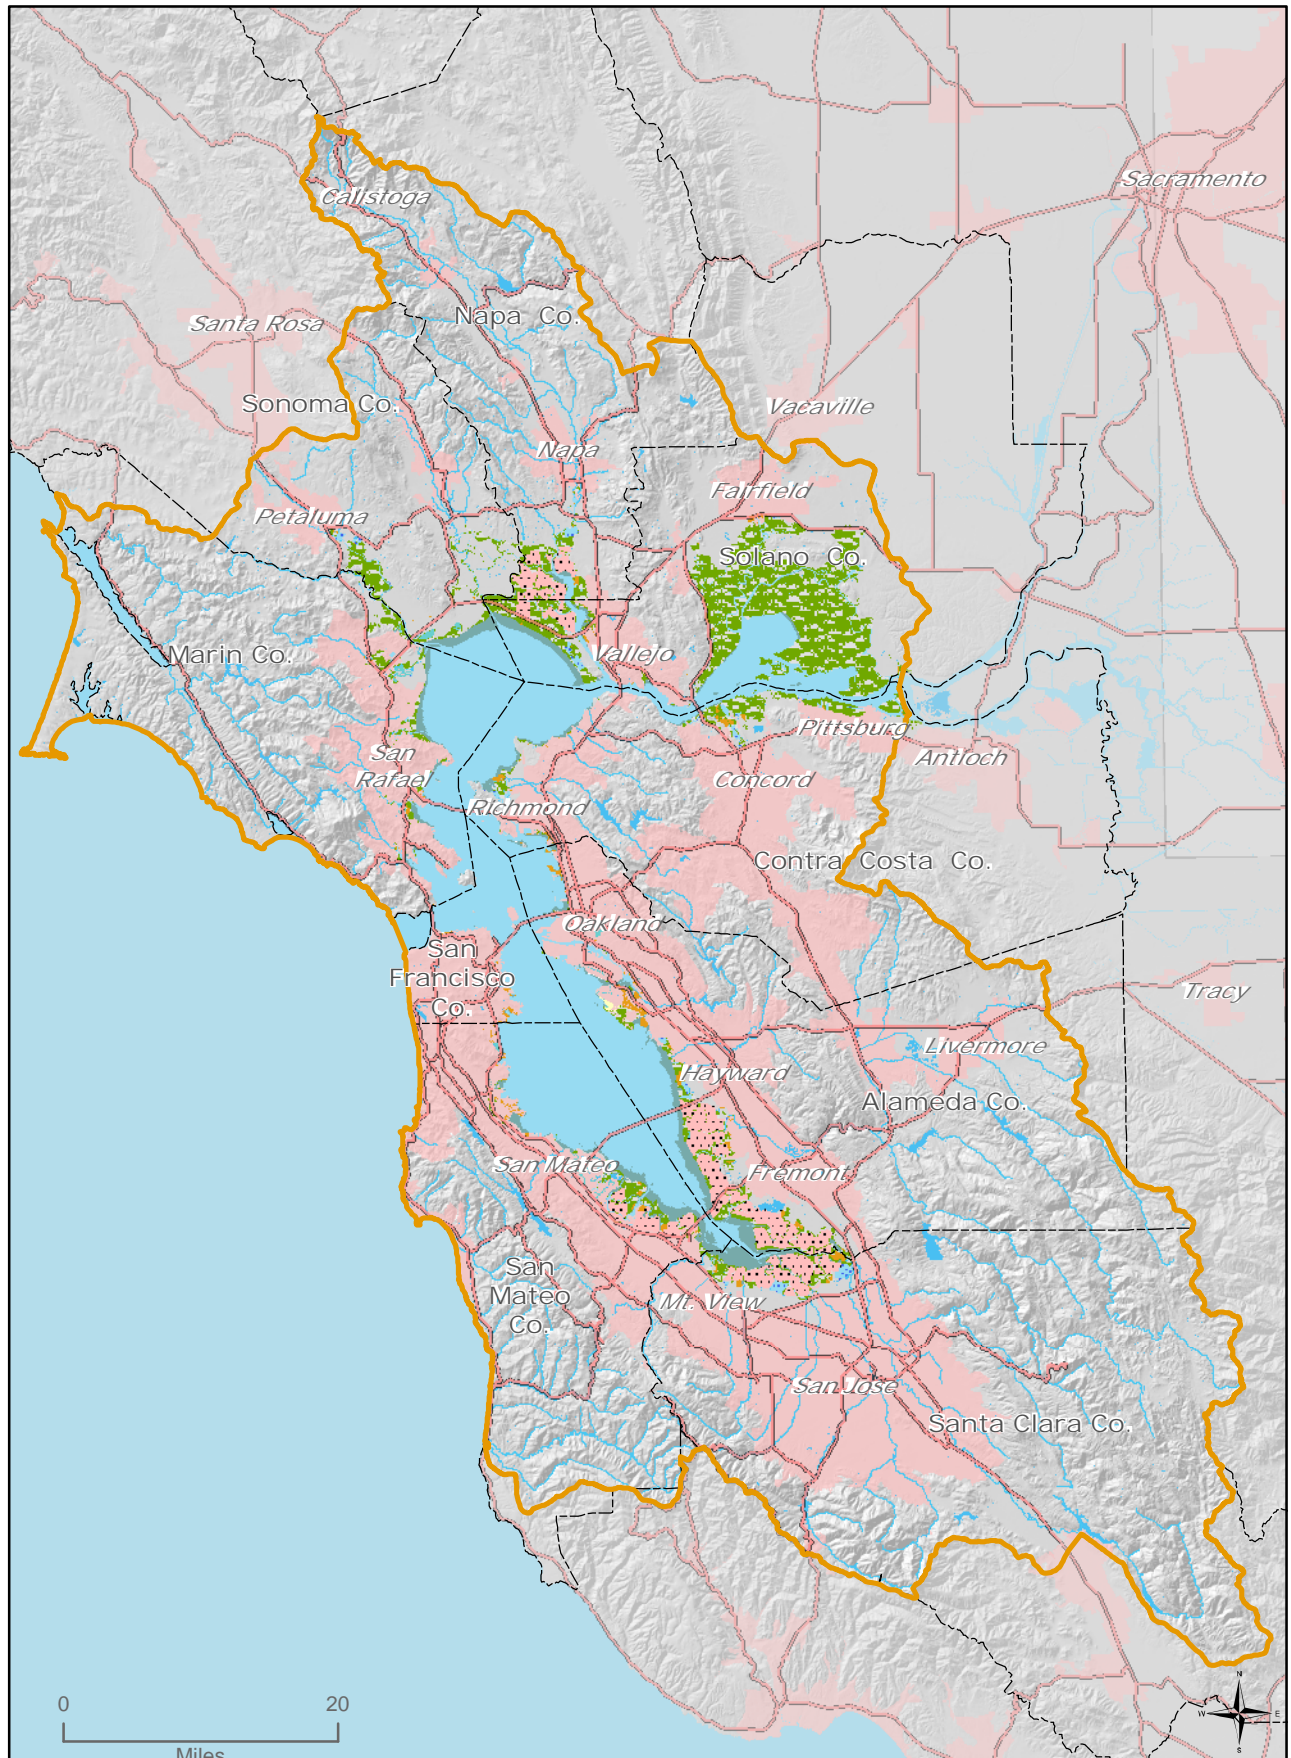 Sacramento
Calistoga
Napa Co.
Santa Rosa
Sonoma Co.
Vacaville
Napa
Fairfield
Petaluma
Solano Co.
Marin Co.
Vallejo
Pittsburg
San
Rafael
Antioch
Concord
Richmond
Contra Costa Co.
Oakland
San
Francisco
Co.
Tracy
Livermore
Hayward
Alameda Co.
San Mateo
Fremont
San
Mateo
Co.
Mt. View
San Jose
Santa Clara Co.
N
W
E
S
0
20
Miles